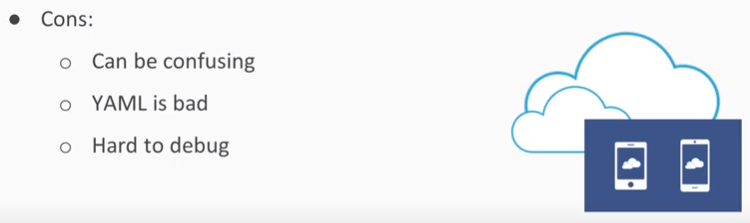 ● Cons:
○ Can be confusing
○ YAML is bad
○ Hard to debug